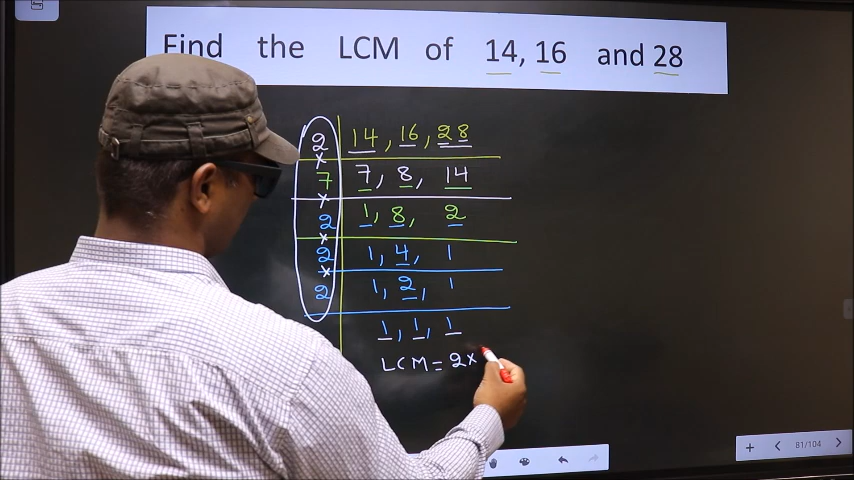 Find the LCM of 14, 16 and 28
2 14, 16, 28
7 7, 8, 14
2 1, 8, 2
2 1, 4, 1
2 1, 2, 1
1, 1, 1
LCM = 2×
81/104